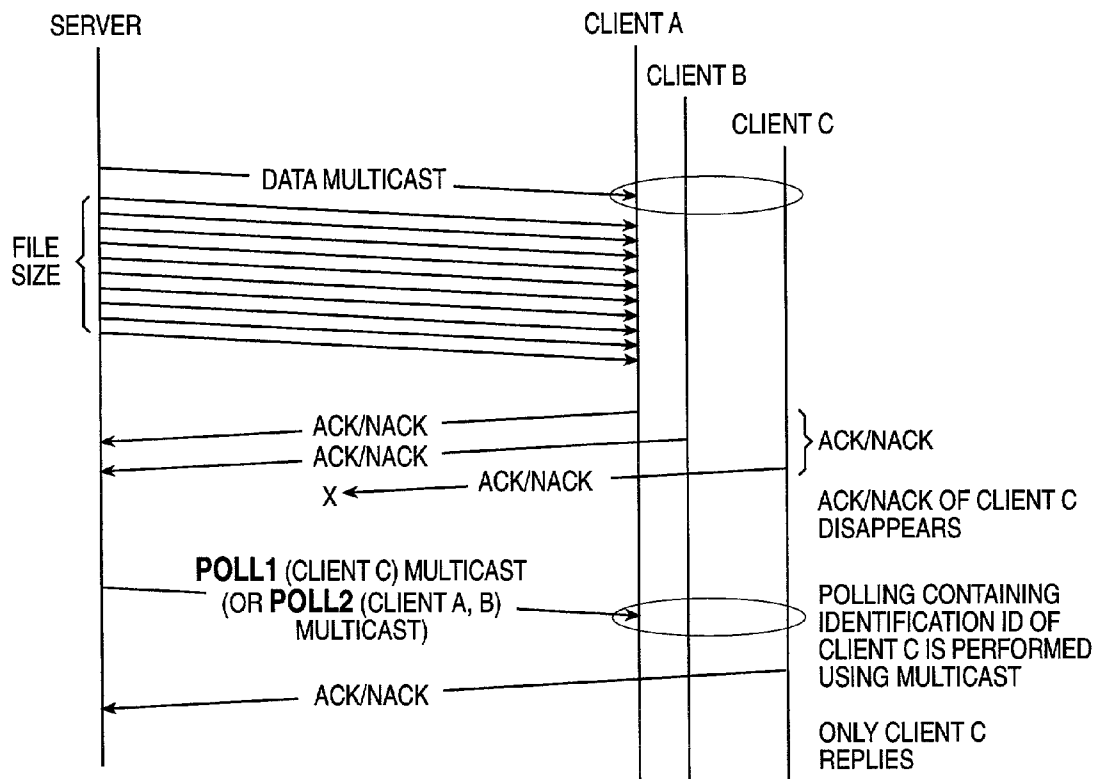 SERVER
CLIENT A
CLIENT B
CLIENT C
DATA MULTICAST
FILE
SIZE
ACK/NACK
ACK/NACK
ACK/NACK
X
ACK/NACK
ACK/NACK OF CLIENT C
DISAPPEARS
POLL1 (CLIENT C) MULTICAST
(OR POLL2 (CLIENT A, B)
MULTICAST)
POLLING CONTAINING
IDENTIFICATION ID OF
CLIENT C IS PERFORMED
USING MULTICAST
ACK/NACK
ONLY CLIENT C
REPLIES